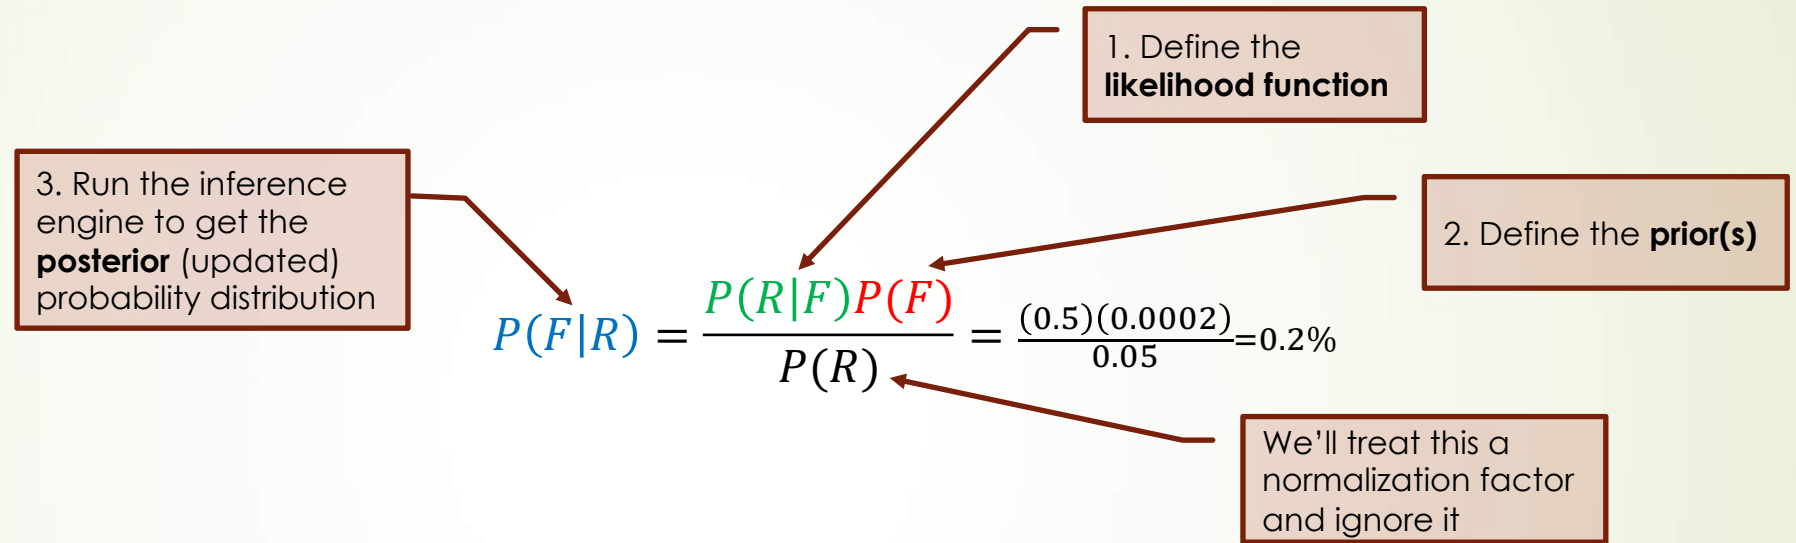 1. Define the
likelihood function
3. Run the inference
engine to get the
posterior (updated)
probability distribution
2. Define the prior(s)
P(F|R) = P(R|F)P(F) / P(R) = (0.5)(0.0002) / 0.05 =0.2%
We’ll treat this a
normalization factor
and ignore it